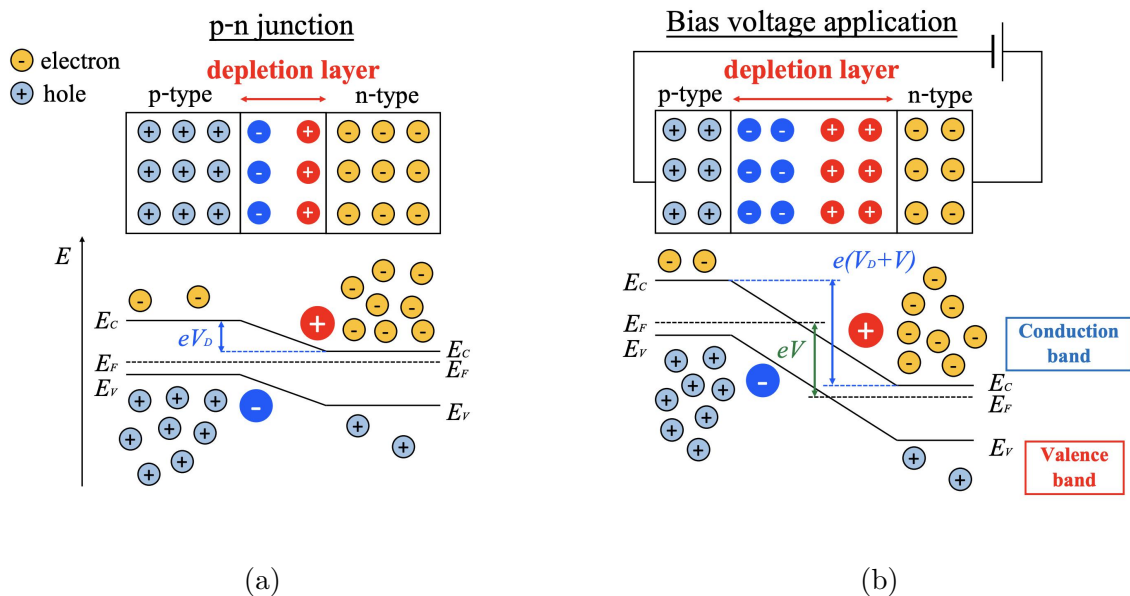 p-n junction
electron
hole
depletion layer
p-type
n-type
E
E_C
eV_D
E_C
E_F
E_F
E_V
E_V
(a)
Bias voltage application
depletion layer
p-type
n-type
e(V_D+V)
E_C
E_F
E_V
eV
Conduction
band
E_C
E_F
E_V
Valence
band
(b)